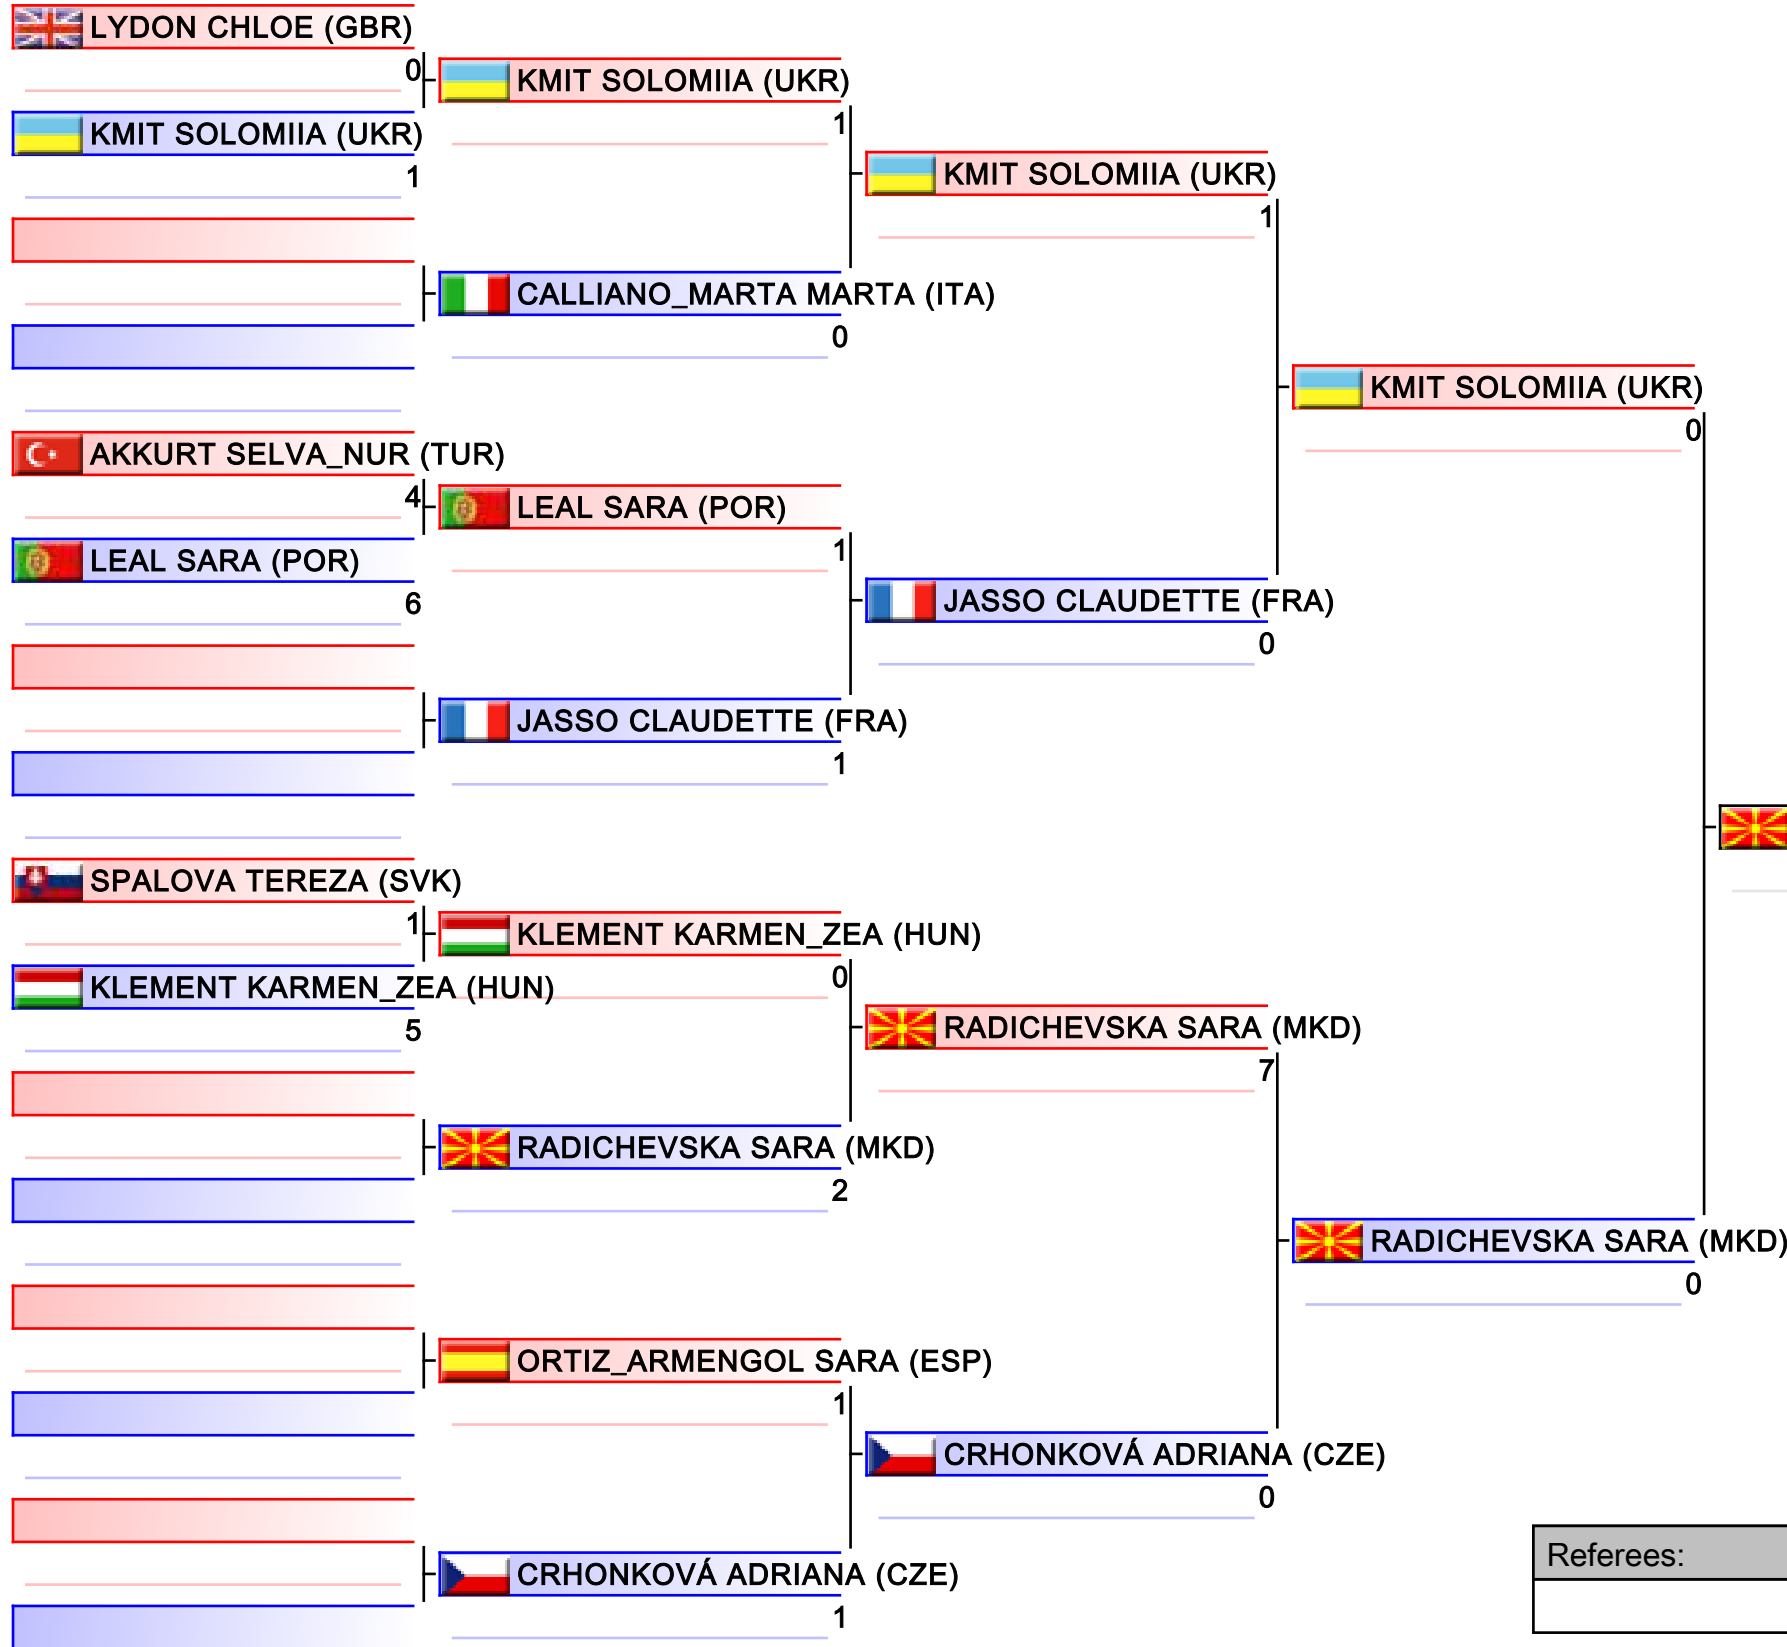 LYDON CHLOE (GBR)
0
KMIT SOLOMIIA (UKR)
1
AKKURT SELVA_NUR (TUR)
4
LEAL SARA (POR)
6
SPALOVA TEREZA (SVK)
1
KLEMENT KARMEN_ZEA (HUN)
5
KMIT SOLOMIIA (UKR)
1
CALLIANO_MARTA MARTA (ITA)
0
LEAL SARA (POR)
1
JASSO CLAUDETTE (FRA)
1
KLEMENT KARMEN_ZEA (HUN)
0
RADICHEVSKA SARA (MKD)
2
ORTIZ_ARMENGOL SARA (ESP)
1
CRHONKOVÁ ADRIANA (CZE)
1
KMIT SOLOMIIA (UKR)
1
JASSO CLAUDETTE (FRA)
0
RADICHEVSKA SARA (MKD)
7
CRHONKOVÁ ADRIANA (CZE)
0
KMIT SOLOMIIA (UKR)
0
RADICHEVSKA SARA (MKD)
0
Referees: